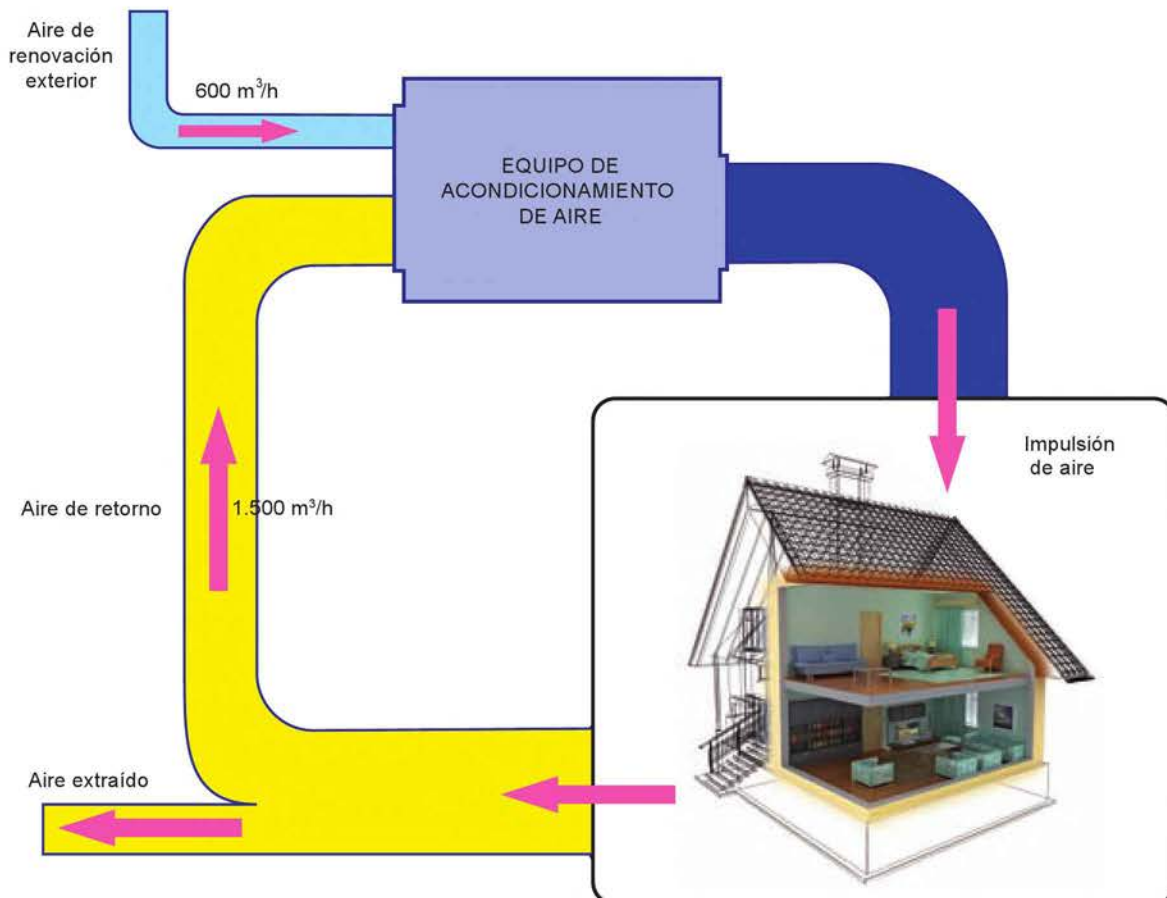 Aire de
renovación
exterior
600 m³/h
EQUIPO DE
ACONDICIONAMIENTO
DE AIRE
Impulsión
de aire
Aire de retorno
1.500 m³/h
Aire extraído